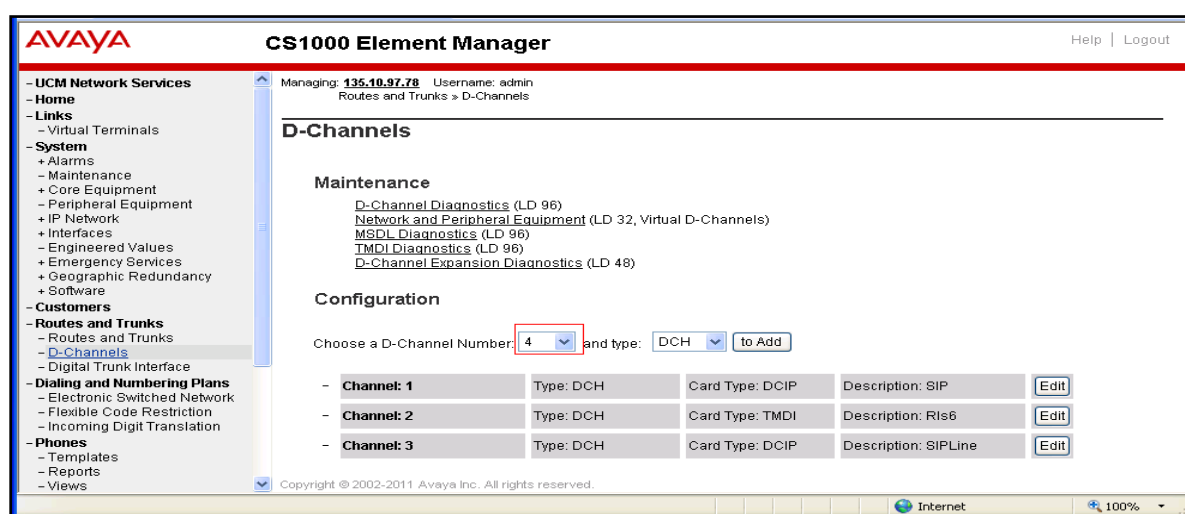 AVAYA
CS1000 Element Manager
Help | Logout
- UCM Network Services
- Home
- Links
- Virtual Terminals
- System
+ Alarms
- Maintenance
+ Core Equipment
- Peripheral Equipment
+ IP Network
+ Interfaces
- Engineered Values
+ Emergency Services
+ Geographic Redundancy
+ Software
- Customers
- Routes and Trunks
- Routes and Trunks
- D-Channels
- Digital Trunk Interface
- Dialing and Numbering Plans
- Electronic Switched Network
- Flexible Code Restriction
- Incoming Digit Translation
- Phones
- Templates
- Reports
- Views
Managing: 135.10.97.78 Username: admin
Routes and Trunks » D-Channels
D-Channels
Maintenance
D-Channel Diagnostics (LD 96)
Network and Peripheral Equipment (LD 32, Virtual D-Channels)
MSDL Diagnostics (LD 96)
TMDI Diagnostics (LD 96)
D-Channel Expansion Diagnostics (LD 48)
Configuration
Choose a D-Channel Number: 4 and type: DCH to Add
- Channel: 1 Type: DCH Card Type: DCIP Description: SIP Edit
- Channel: 2 Type: DCH Card Type: TMDI Description: Rls6 Edit
- Channel: 3 Type: DCH Card Type: DCIP Description: SIPLine Edit
Copyright © 2002-2011 Avaya Inc. All rights reserved.
Internet 100%